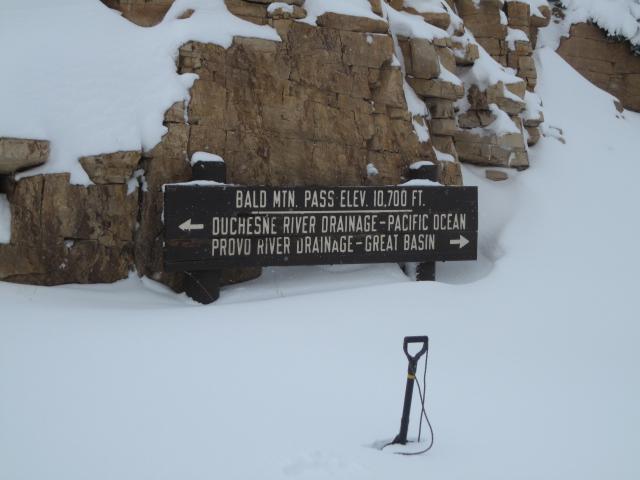 BALD MTN. PASS ELEV. 10,700 FT.
DUCHESNE RIVER DRAINAGE-PACIFIC OCEAN
PROVO RIVER DRAINAGE-GREAT BASIN